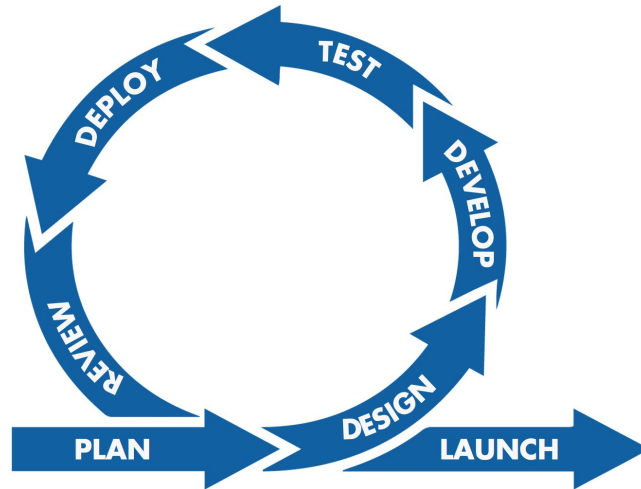 PLAN
DESIGN
DEVELOP
TEST
DEPLOY
REVIEW
LAUNCH